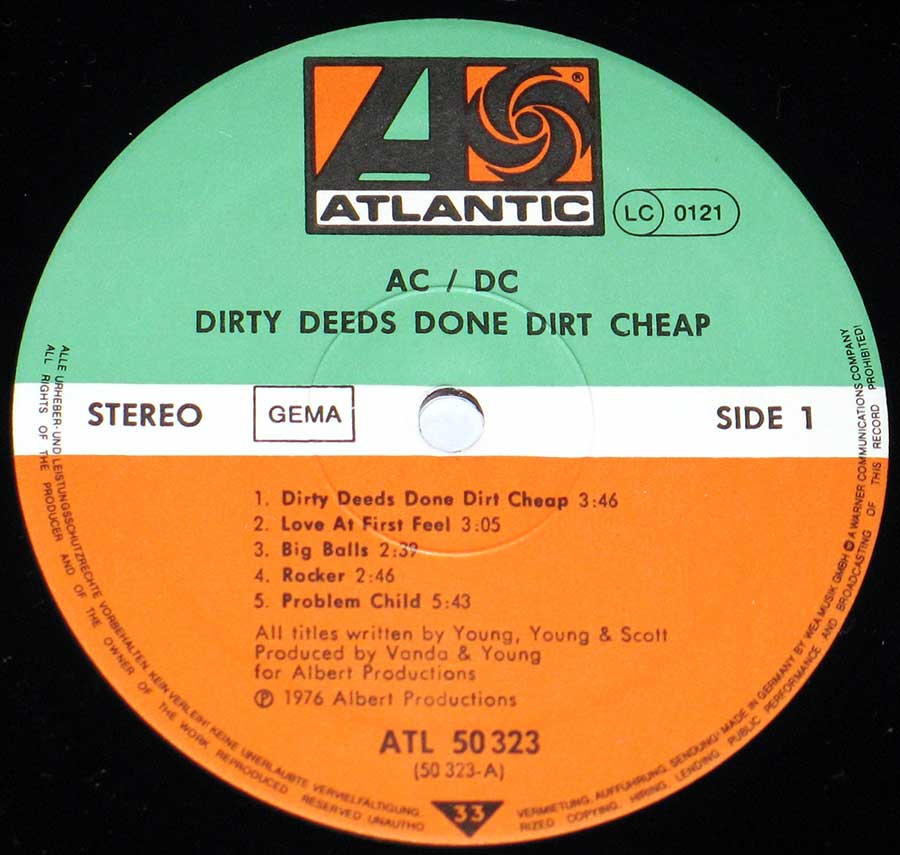 ATLANTIC ®
LC 0121
AC / DC
DIRTY DEEDS DONE DIRT CHEAP
STEREO
GEMA
SIDE 1
1. Dirty Deeds Done Dirt Cheap 3:46
2. Love At First Feel 3:05
3. Big Balls 2:39
4. Rocker 2:46
5. Problem Child 5:43
All titles written by Young, Young & Scott
Produced by Vanda & Young
for Albert Productions
℗ 1976 Albert Productions
ATL 50 323
(50 323-A)
33
ALLE URHEBER- UND LEISTUNGSSCHUTZRECHTE VORBEHALTEN. KEIN VERLEIH! KEINE UNERLAUBTE VERVIELFÄLTIGUNG, VERMIETUNG, AUFFÜHRUNG, SENDUNG! MADE IN GERMANY BY WEA MUSIK GMBH A WARNER COMMUNICATIONS COMPANY
ALL RIGHTS OF THE PRODUCER AND OF THE OWNER OF THE WORK REPRODUCED RESERVED UNAUTHORIZED COPYING, HIRING, LENDING PUBLIC PERFORMANCE AND BROADCASTING OF THIS RECORD PROHIBITED!